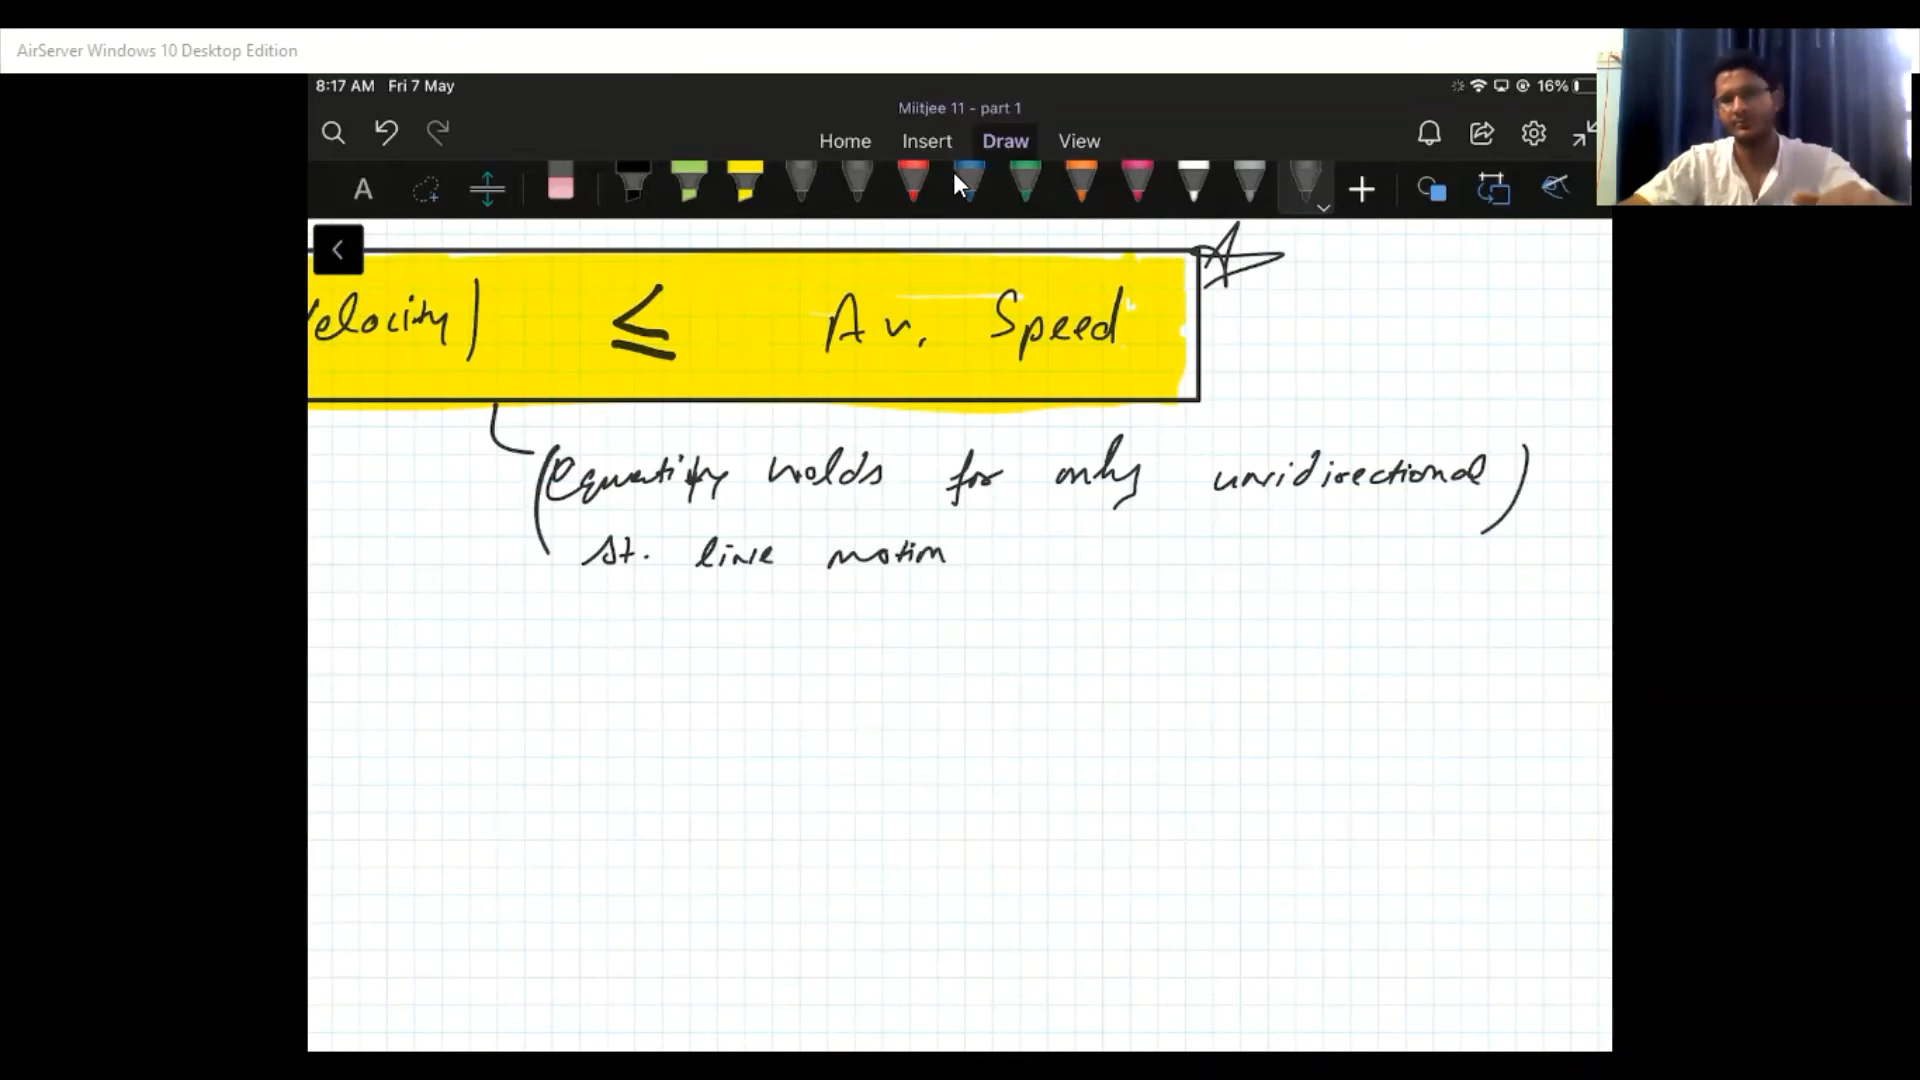 AirServer Windows 10 Desktop Edition
8:17 AM Fri 7 May
16%
Miitjee 11 - part 1
Home Insert Draw View
A
Velocity| ≤ Av. Speed
(Equality holds for only unidirectional)
st. line motion